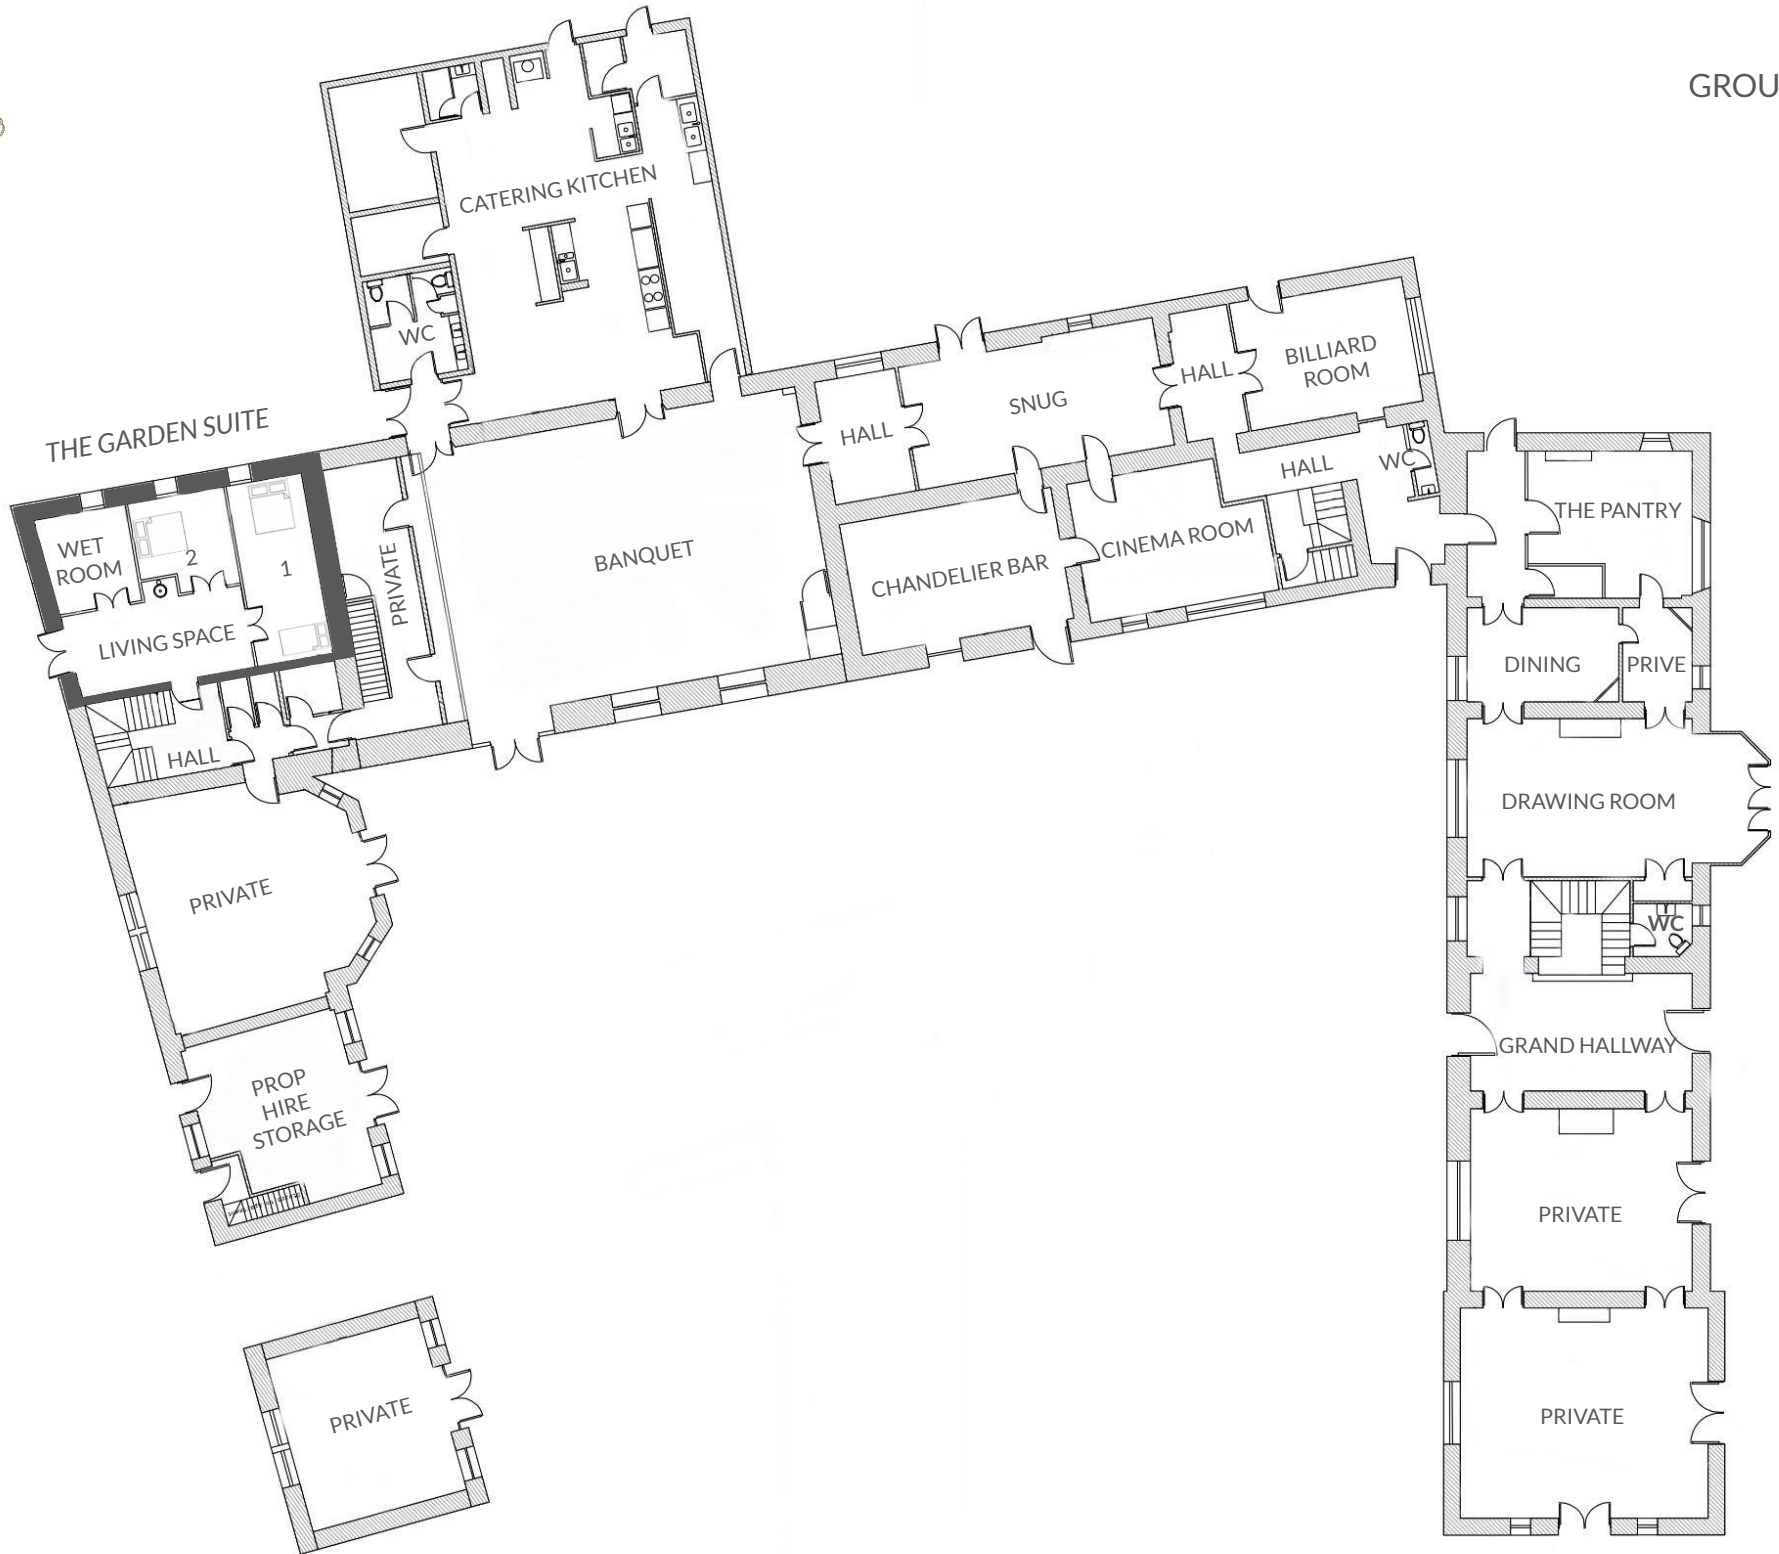 GROU
CATERING KITCHEN
WC
THE GARDEN SUITE
BILLIARD
ROOM
HALL
SNUG
HALL
HALL
WC
THE PANTRY
WET
ROOM
2
1
PRIVATE
BANQUET
CHANDELIER BAR
CINEMA ROOM
LIVING SPACE
DINING
PRIVE
HALL
DRAWING ROOM
PRIVATE
WC
GRAND HALLWAY
PROP
HIRE
STORAGE
PRIVATE
PRIVATE
PRIVATE